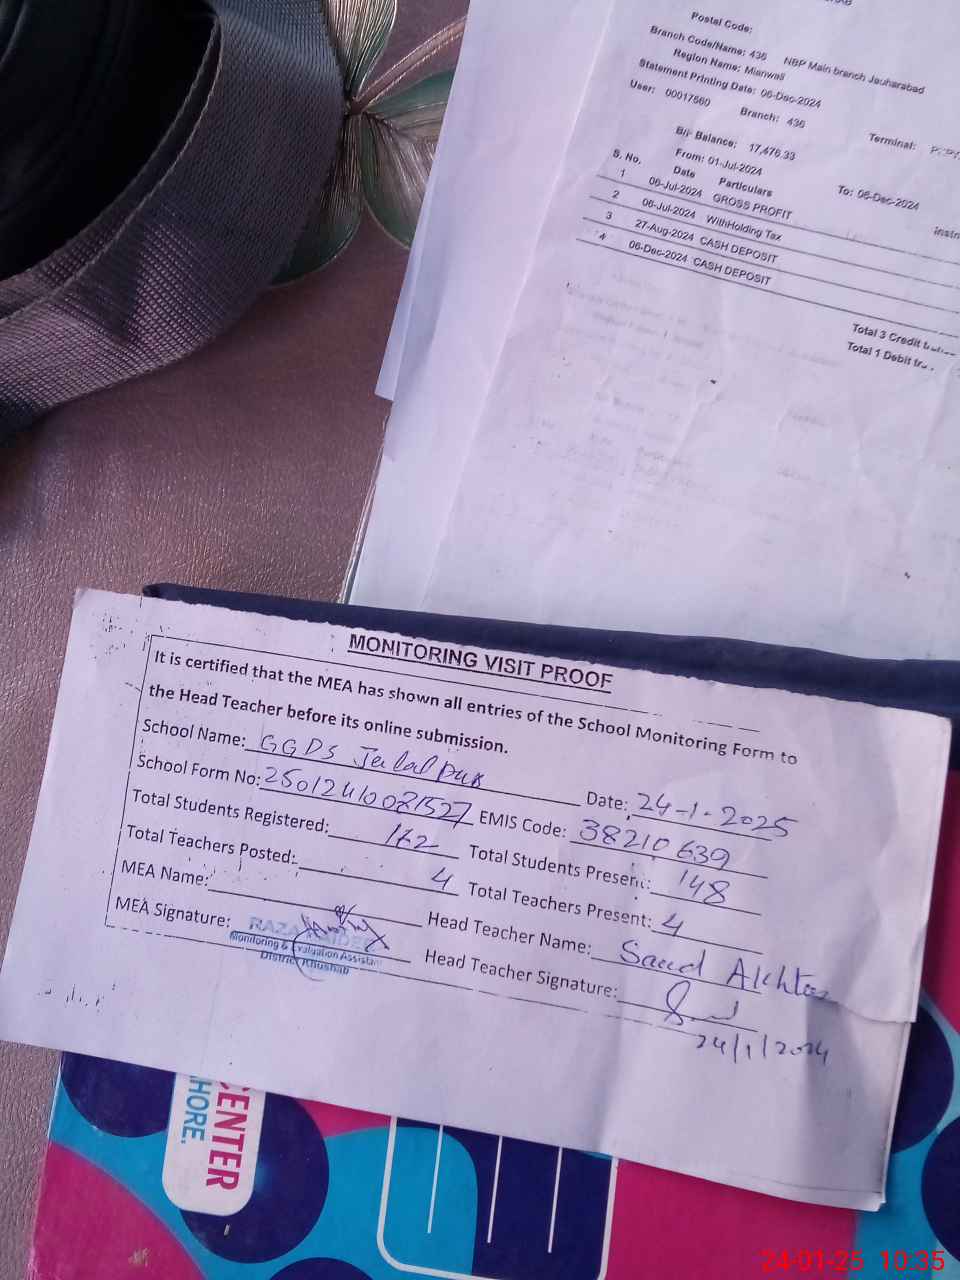 Postal Code:
Branch Code/Name: 436 NBP Main branch Jauharabad
Region Name: Mianwali
Statement Printing Date: 06-Dec-2024
User: 00017660 Branch: 436 Terminal:
B/f- Balance: 17,476.33
From: 01-Jul-2024 To: 06-Dec-2024
S. No. Date Particulars
1 06-Jul-2024 GROSS PROFIT
2 06-Jul-2024 WithHolding Tax
3 27-Aug-2024 CASH DEPOSIT
4 06-Dec-2024 CASH DEPOSIT
Total 3 Credit
Total 1 Debit
MONITORING VISIT PROOF
It is certified that the MEA has shown all entries of the School Monitoring Form to
the Head Teacher before its online submission.
School Name: GGDS Jalalpur Date: 24-1-2025
School Form No: EMIS Code: 38210639
Total Students Registered: Total Students Present: 148
Total Teachers Posted: 4 Total Teachers Present: 4
MEA Name: Head Teacher Name: Akhtar
MEA Signature: Head Teacher Signature:
Monitoring & Evaluation Assistant
District Khushab
24/1/2024
CENTER
HORE.
24-01-25 10:35